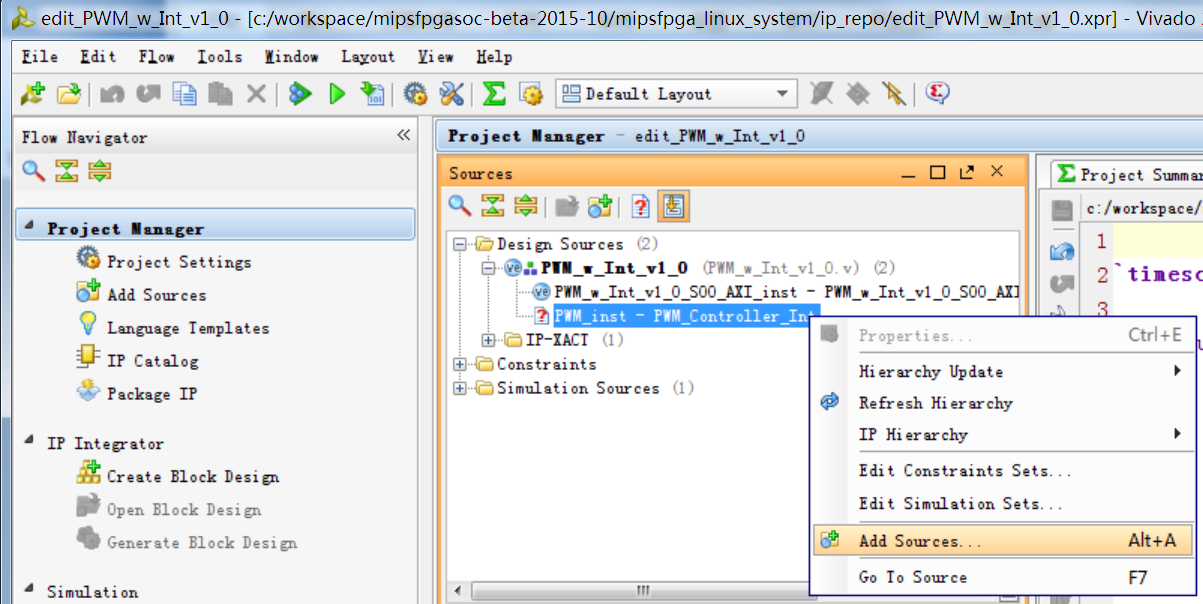 edit_PWM_w_Int_v1_0 - [c:/workspace/mipsfpgasoc-beta-2015-10/mipsfpga_linux_system/ip_repo/edit_PWM_w_Int_v1_0.xpr] - Vivado
File Edit Flow Tools Window Layout View Help
Default Layout
Flow Navigator
Project Manager
Project Settings
Add Sources
Language Templates
IP Catalog
Package IP
IP Integrator
Create Block Design
Open Block Design
Generate Block Design
Simulation
Project Manager - edit_PWM_w_Int_v1_0
Sources
Design Sources (2)
PWM_w_Int_v1_0 (PWM_w_Int_v1_0.v) (2)
PWM_w_Int_v1_0_S00_AXI_inst - PWM_w_Int_v1_0_S00_AXI
PWM_inst - PWM_Controller_Int
IP-XACT (1)
Constraints
Simulation Sources (1)
Project Summar
c:/workspace/
1
2 `timesc
3
Properties... Ctrl+E
Hierarchy Update
Refresh Hierarchy
IP Hierarchy
Edit Constraints Sets...
Edit Simulation Sets...
Add Sources... Alt+A
Go To Source F7